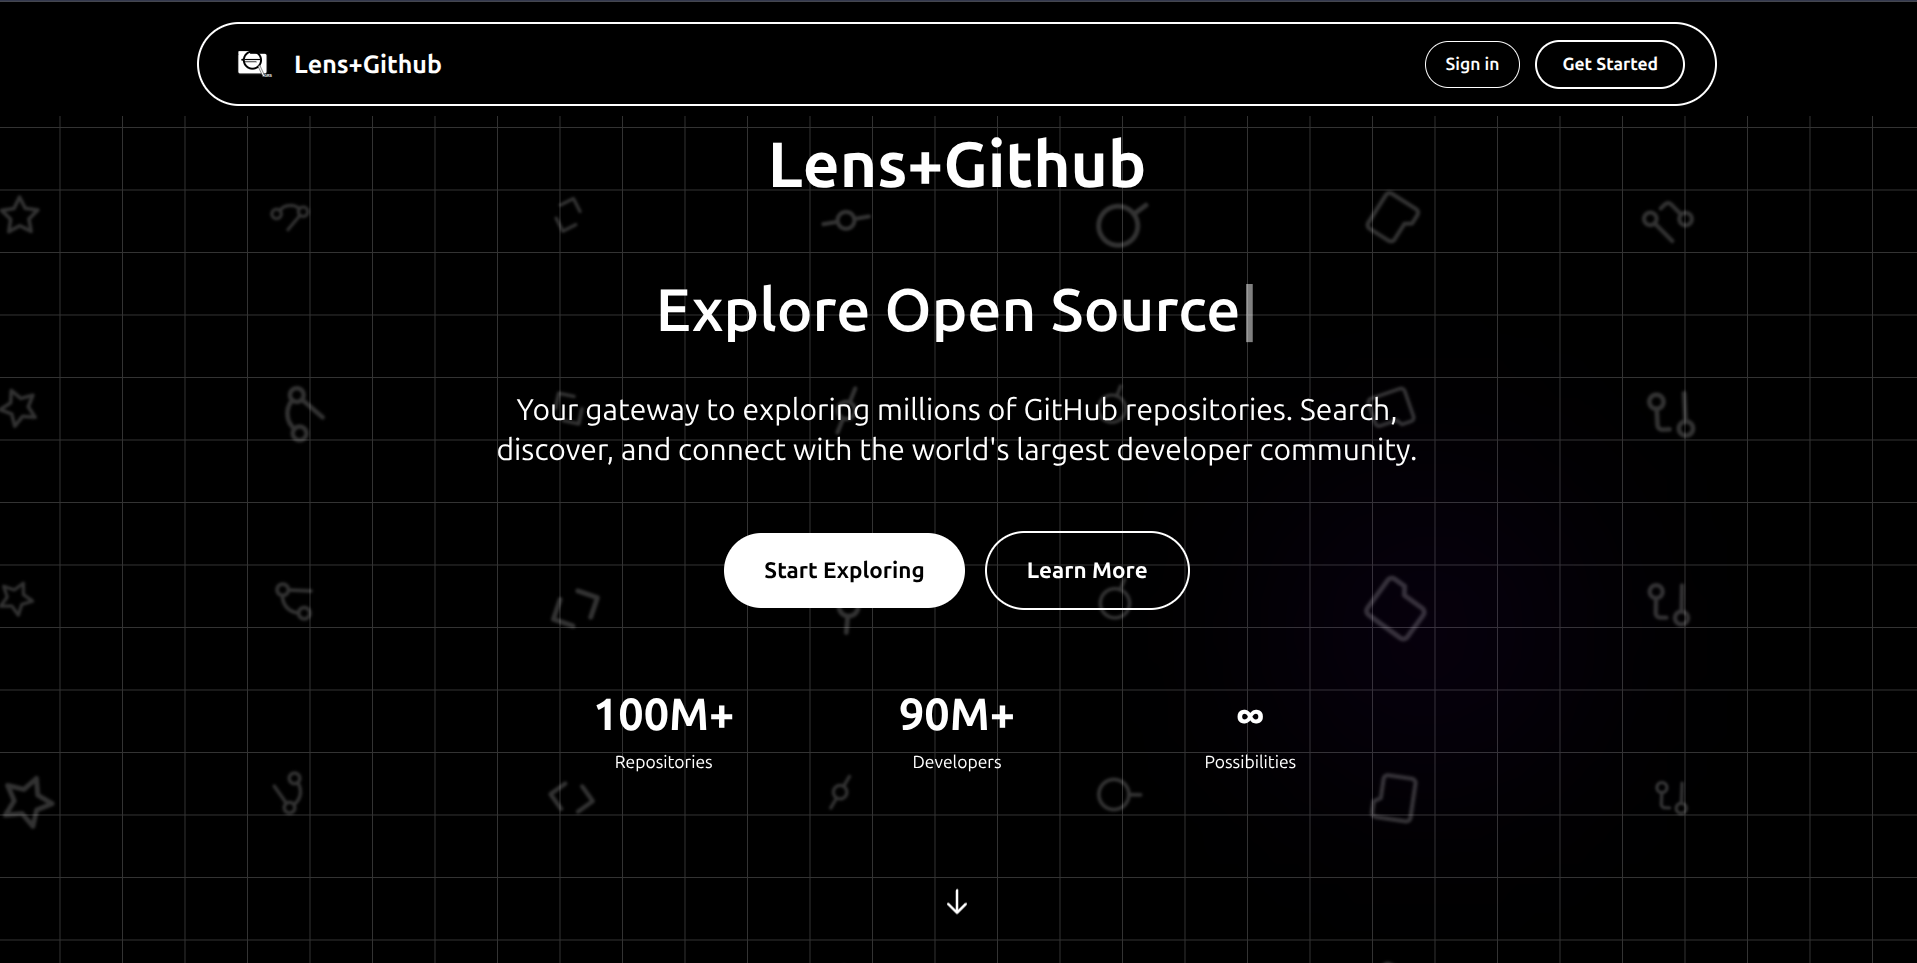 Lens+Github
Sign in
Get Started
Lens+Github
Explore Open Source
Your gateway to exploring millions of GitHub repositories. Search,
discover, and connect with the world's largest developer community.
Start Exploring
Learn More
100M+
90M+
∞
Repositories
Developers
Possibilities